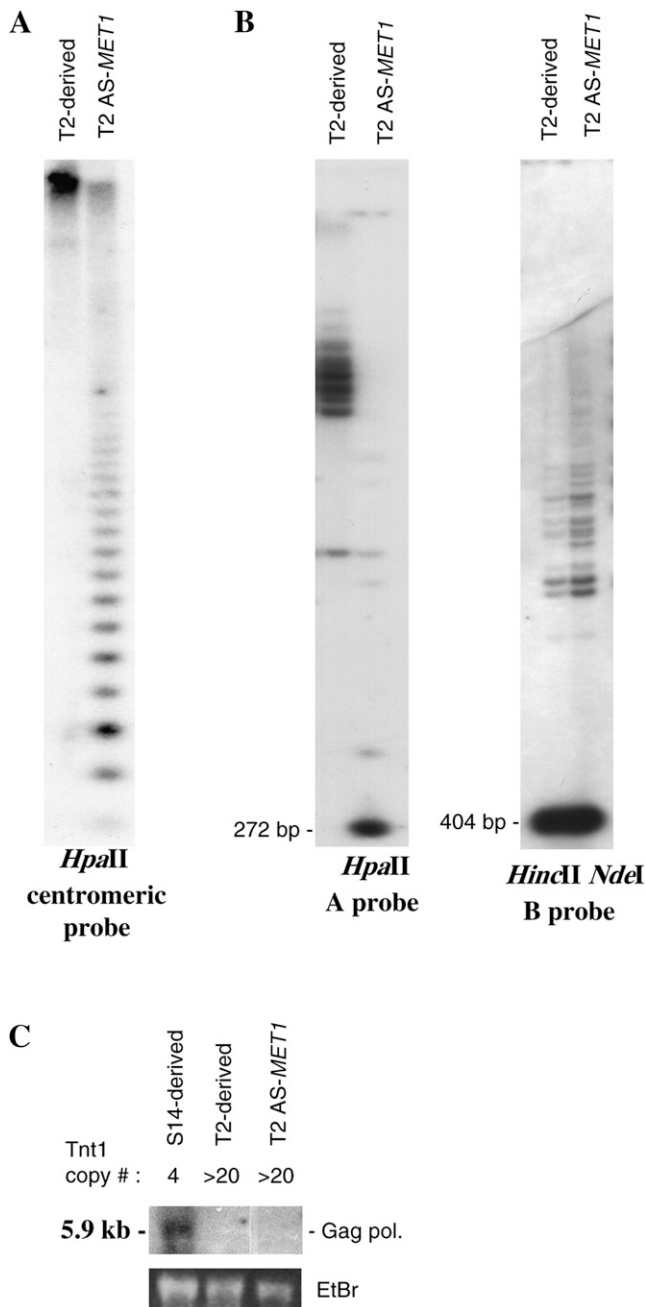 A
T2-derived
T2 AS-MET1
HpaII
centromeric
probe
B
T2-derived
T2 AS-MET1
272 bp -
HpaII
A probe
T2-derived
T2 AS-MET1
404 bp -
HincII NdeI
B probe
C
S14-derived
T2-derived
T2 AS-MET1
Tnt1
copy # : 4 >20 >20
5.9 kb - - Gag pol.
EtBr